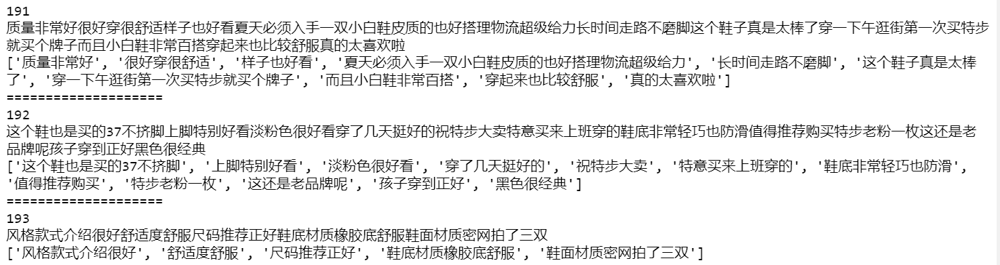 191
质量非常好很好穿很舒适样子也好看夏天必须入手一双小白鞋皮质的也好搭理物流超级给力长时间走路不磨脚这个鞋子真是太棒了穿一下午逛街第一次买特步
就买个牌子而且小白鞋非常百搭穿起来也比较舒服真的太喜欢啦
['质量非常好', '很好穿很舒适', '样子也好看', '夏天必须入手一双小白鞋皮质的也好搭理物流超级给力', '长时间走路不磨脚', '这个鞋子真是太棒
了', '穿一下午逛街第一次买特步就买个牌子', '而且小白鞋非常百搭', '穿起来也比较舒服', '真的太喜欢啦']
====================
192
这个鞋也是买的37不挤脚上脚特别好看淡粉色很好看穿了几天挺好的祝特步大卖特意买来上班穿的鞋底非常轻巧也防滑值得推荐购买特步老粉一枚这还是老
品牌呢孩子穿到正好黑色很经典
['这个鞋也是买的37不挤脚', '上脚特别好看', '淡粉色很好看', '穿了几天挺好的', '祝特步大卖', '特意买来上班穿的', '鞋底非常轻巧也防滑',
'值得推荐购买', '特步老粉一枚', '这还是老品牌呢', '孩子穿到正好', '黑色很经典']
====================
193
风格款式介绍很好舒适度舒服尺码推荐正好鞋底材质橡胶底舒服鞋面材质密网拍了三双
['风格款式介绍很好', '舒适度舒服', '尺码推荐正好', '鞋底材质橡胶底舒服', '鞋面材质密网拍了三双']